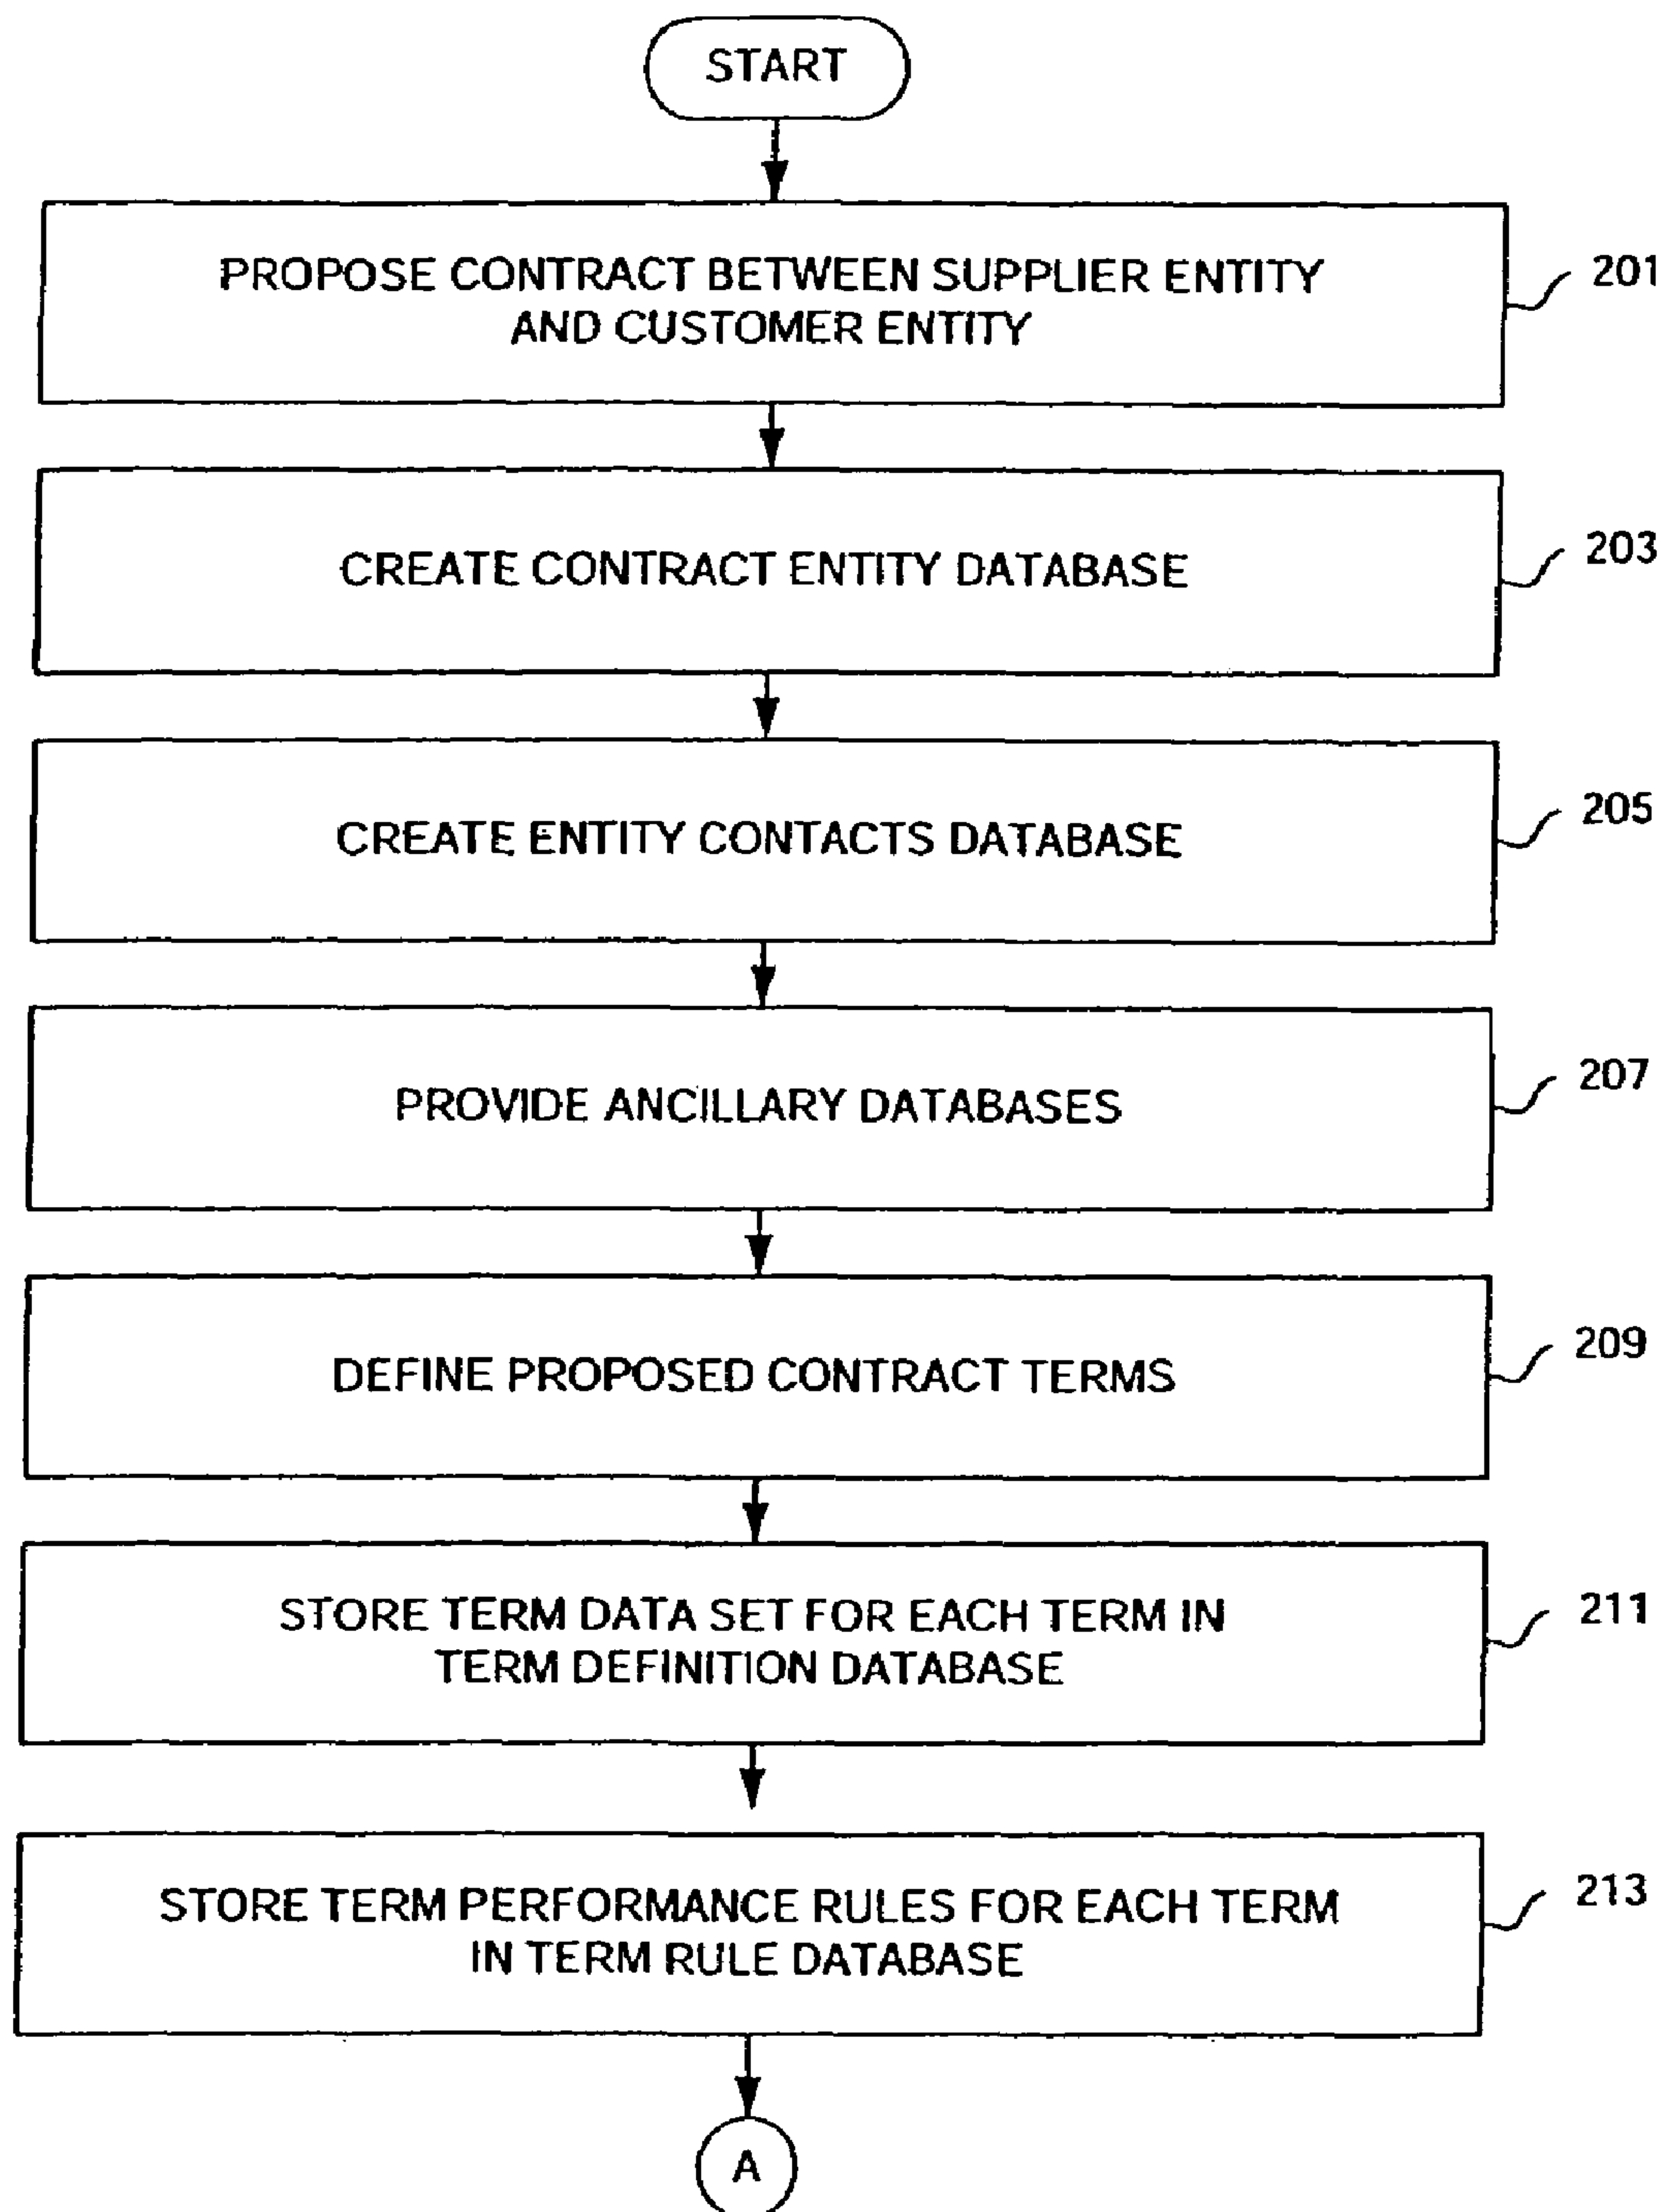 START
PROPOSE CONTRACT BETWEEN SUPPLIER ENTITY
AND CUSTOMER ENTITY
201
CREATE CONTRACT ENTITY DATABASE
203
CREATE ENTITY CONTACTS DATABASE
205
PROVIDE ANCILLARY DATABASES
207
DEFINE PROPOSED CONTRACT TERMS
209
STORE TERM DATA SET FOR EACH TERM IN
TERM DEFINITION DATABASE
211
STORE TERM PERFORMANCE RULES FOR EACH TERM
IN TERM RULE DATABASE
213
A